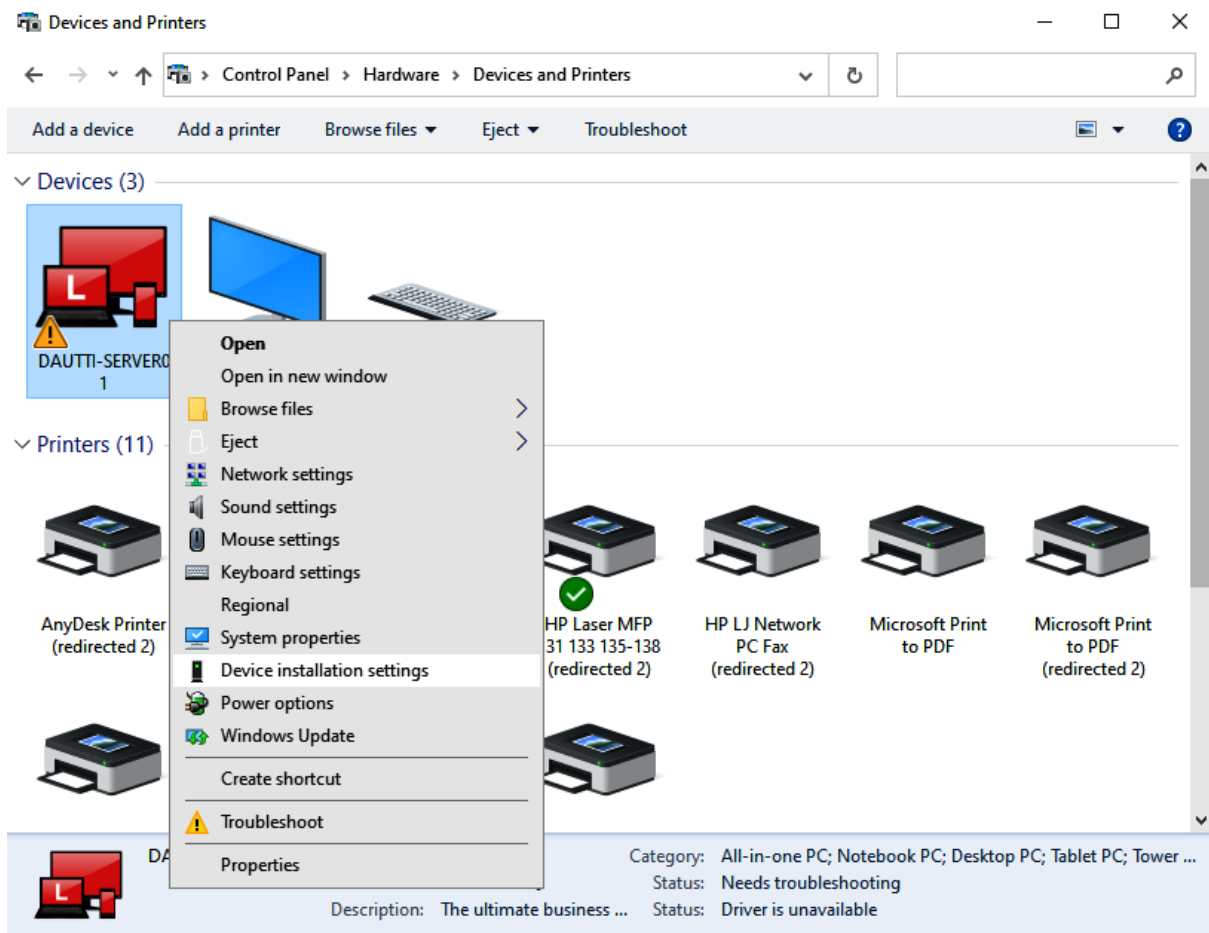 Devices and Printers
Control Panel > Hardware > Devices and Printers
Add a device Add a printer Browse files Eject Troubleshoot ?
Devices (3)
L
DAUTTI-SERVER0
1
Open
Open in new window
Browse files
Eject
Network settings
Sound settings
Mouse settings
Keyboard settings
Regional
System properties
Device installation settings
Power options
Windows Update
Create shortcut
Troubleshoot
Properties
Printers (11)
AnyDesk Printer
(redirected 2)
HP Laser MFP
31 133 135-138
(redirected 2)
HP LJ Network
PC Fax
(redirected 2)
Microsoft Print
to PDF
Microsoft Print
to PDF
(redirected 2)
L
DA
Category: All-in-one PC; Notebook PC; Desktop PC; Tablet PC; Tower ...
Status: Needs troubleshooting
Description: The ultimate business ... Status: Driver is unavailable